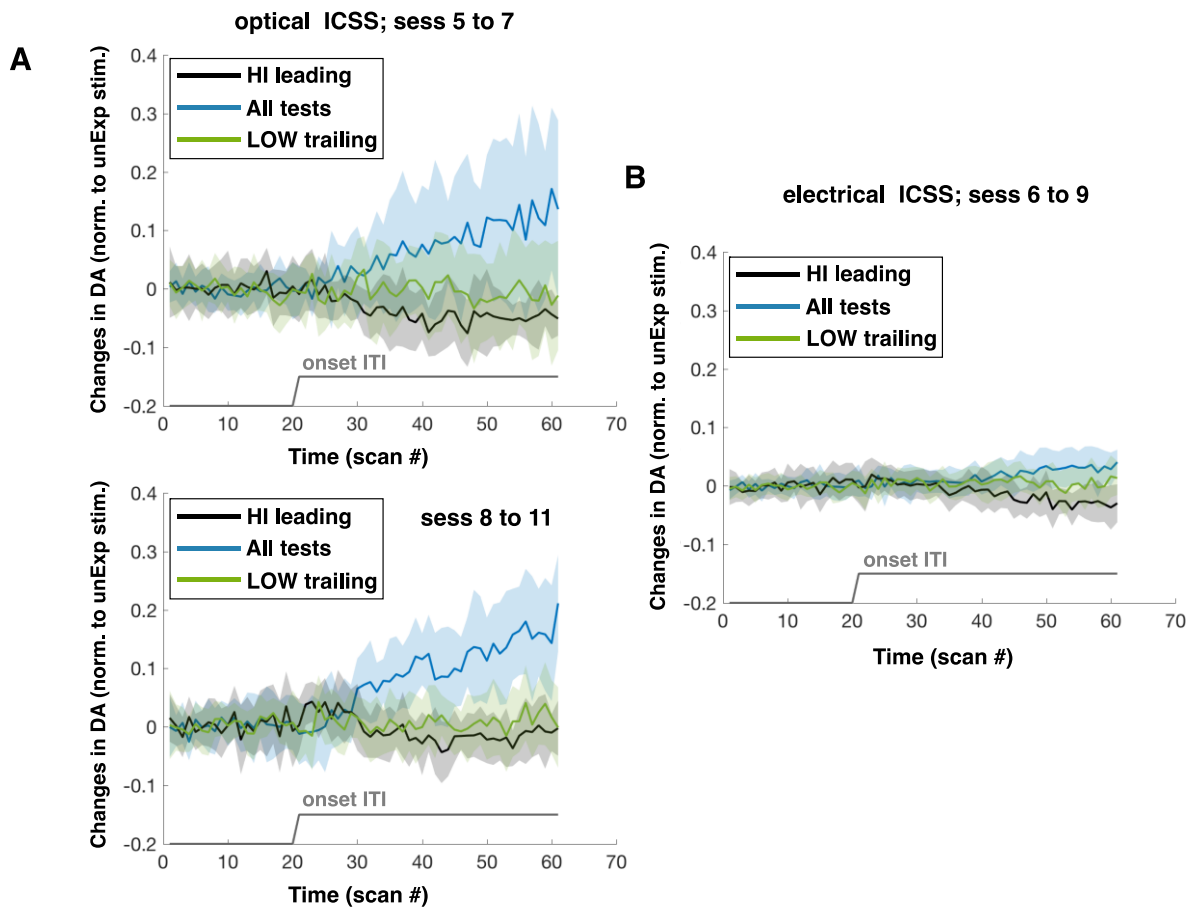 optical ICSS; sess 5 to 7
A
Changes in DA (norm. to unExp stim.)
0.4
0.3
0.2
0.1
0
-0.1
-0.2
HI leading
All tests
LOW trailing
onset ITI
0 10 20 30 40 50 60 70
Time (scan #)
Changes in DA (norm. to unExp stim.)
0.4
0.3
0.2
0.1
0
-0.1
-0.2
HI leading
All tests
LOW trailing
sess 8 to 11
onset ITI
0 10 20 30 40 50 60 70
Time (scan #)
B
electrical ICSS; sess 6 to 9
Changes in DA (norm. to unExp stim.)
0.4
0.3
0.2
0.1
0
-0.1
-0.2
HI leading
All tests
LOW trailing
onset ITI
0 10 20 30 40 50 60 70
Time (scan #)